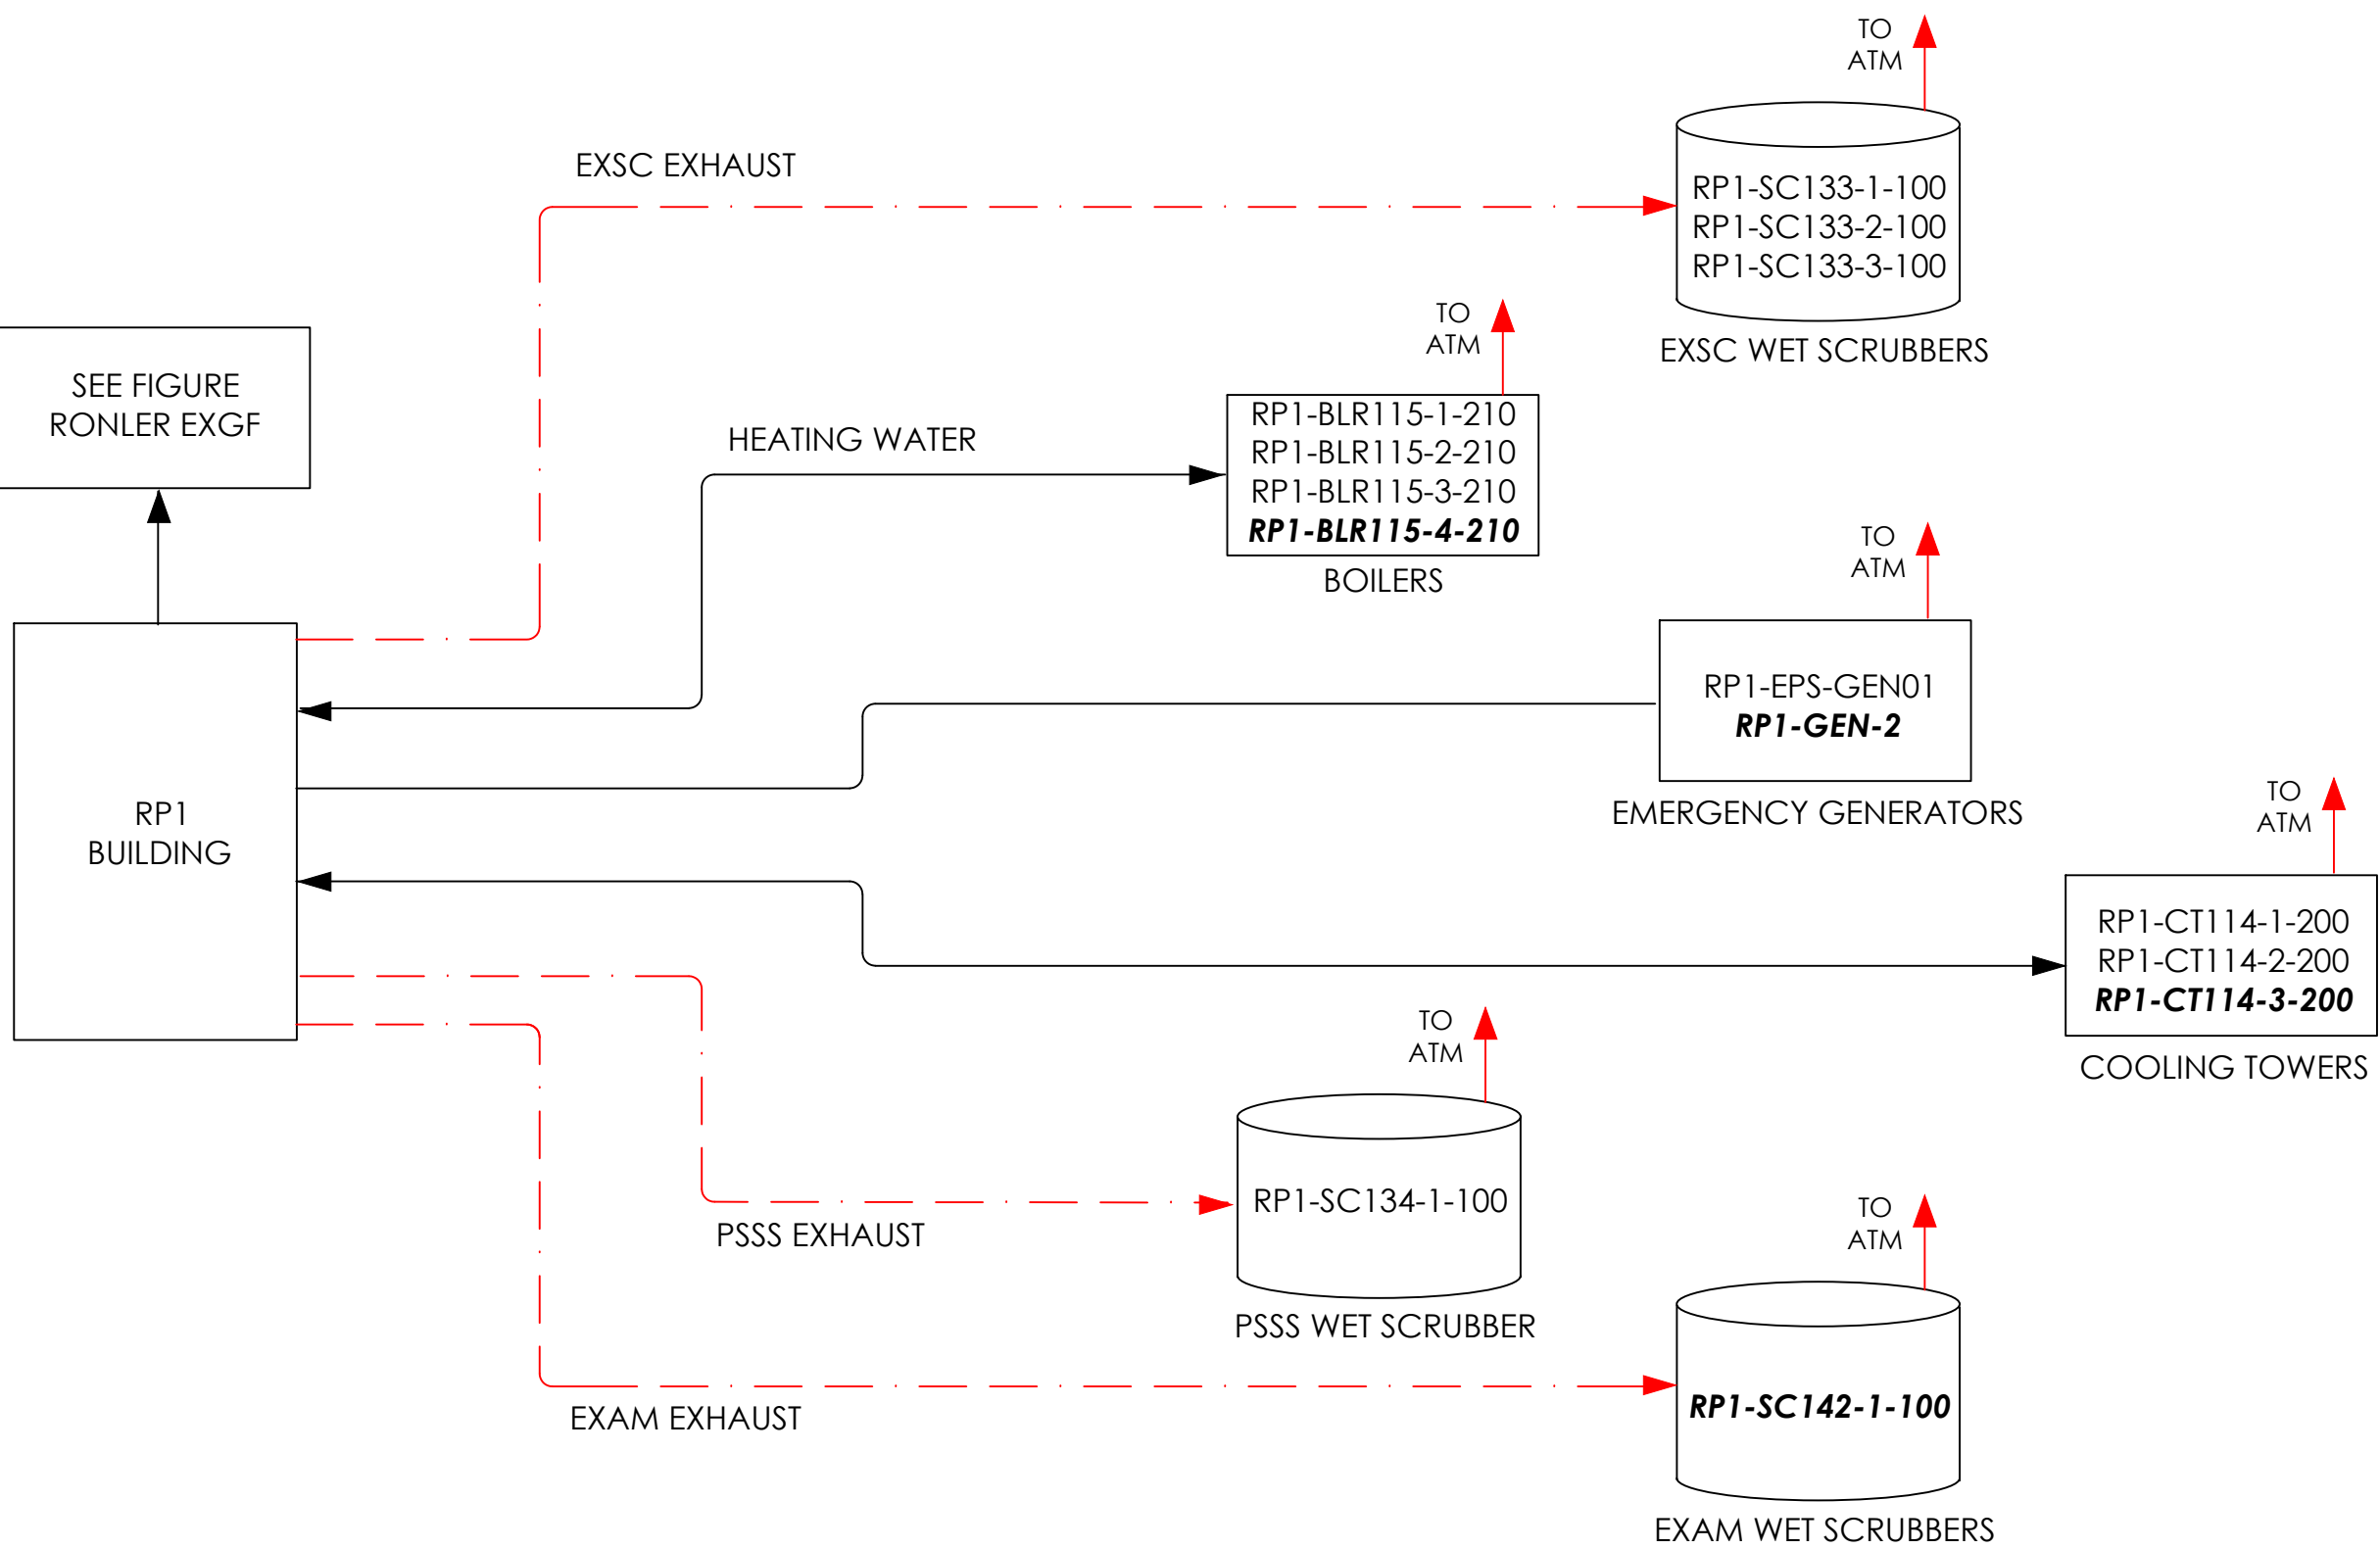 TO
ATM
EXSC EXHAUST
RP1-SC133-1-100
RP1-SC133-2-100
RP1-SC133-3-100
EXSC WET SCRUBBERS
SEE FIGURE
RONLER EXGF
TO
ATM
HEATING WATER
RP1-BLR115-1-210
RP1-BLR115-2-210
RP1-BLR115-3-210
RP1-BLR115-4-210
BOILERS
TO
ATM
RP1-EPS-GEN01
RP1-GEN-2
EMERGENCY GENERATORS
RP1
BUILDING
TO
ATM
RP1-CT114-1-200
RP1-CT114-2-200
RP1-CT114-3-200
COOLING TOWERS
TO
ATM
RP1-SC134-1-100
PSSS EXHAUST
PSSS WET SCRUBBER
TO
ATM
RP1-SC142-1-100
EXAM EXHAUST
EXAM WET SCRUBBERS